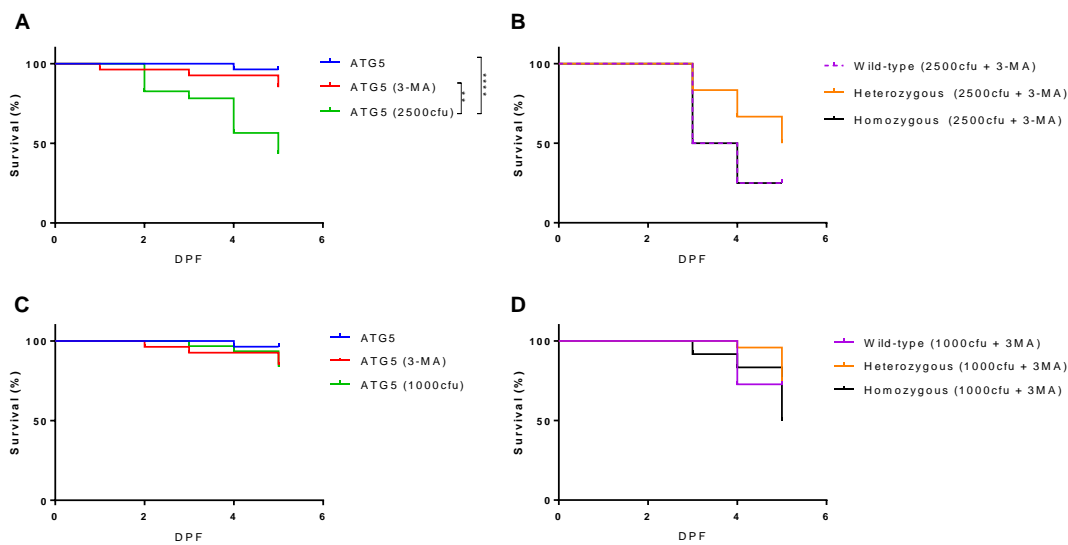 A
B
100
50
0
Survival (%)
0 2 4 6
DPF
ATG5
ATG5 (3-MA)
ATG5 (2500cfu)
**
****
100
50
0
Survival (%)
0 2 4 6
DPF
Wild-type (2500cfu + 3-MA)
Heterozygous (2500cfu + 3-MA)
Homozygous (2500cfu + 3-MA)
C
D
100
50
0
Survival (%)
0 2 4 6
DPF
ATG5
ATG5 (3-MA)
ATG5 (1000cfu)
100
50
0
Survival (%)
0 2 4 6
DPF
Wild-type (1000cfu + 3MA)
Heterozygous (1000cfu + 3MA)
Homozygous (1000cfu + 3MA)